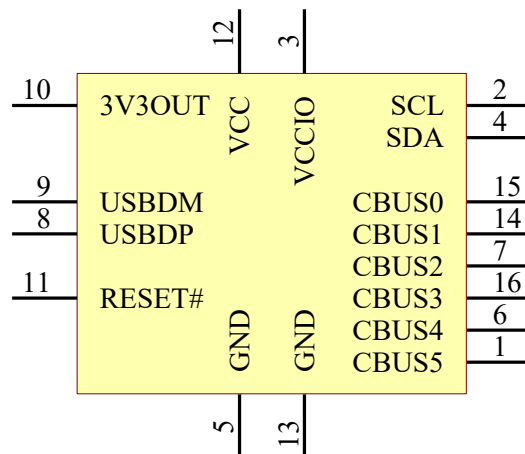 12 3
10 3V3OUT VCC VCCIO SCL 2
SDA 4
9 USBDM CBUS0 15
8 USBDP CBUS1 14
CBUS2 7
11 RESET# CBUS3 16
GND GND CBUS4 6
CBUS5 1
5 13